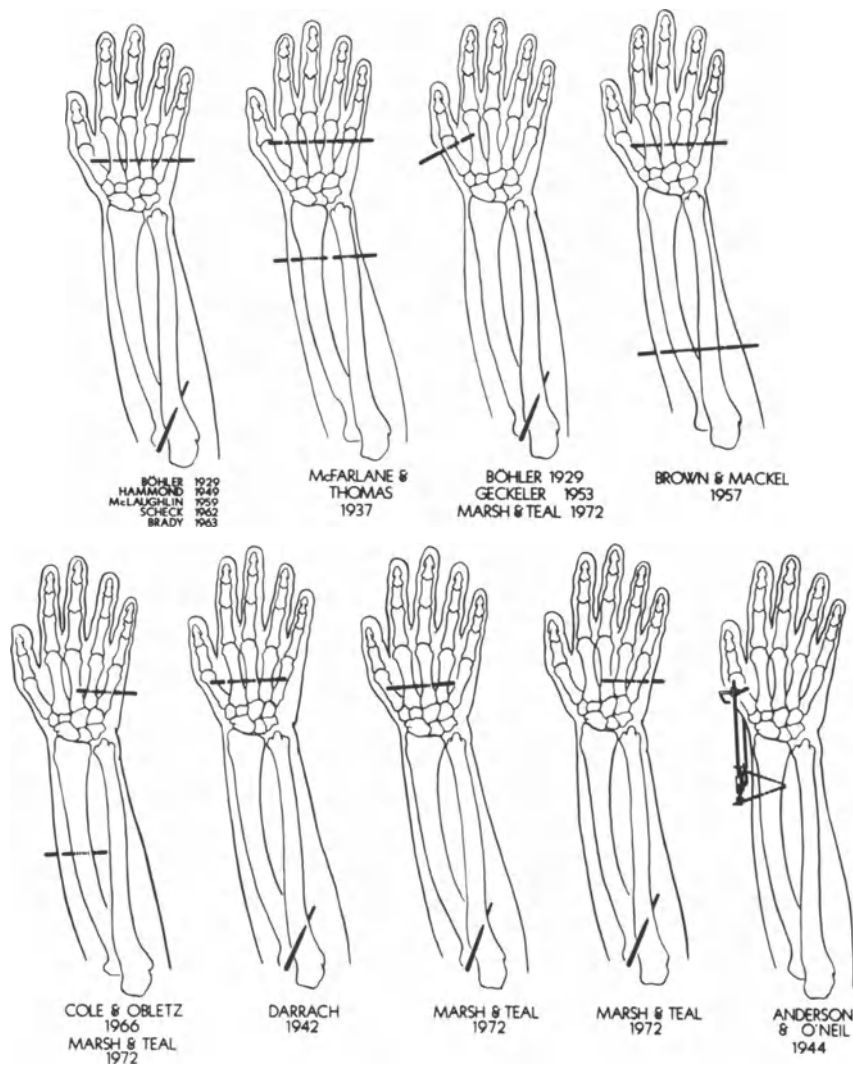 BÖHLER 1929
HAMMOND 1949
McLAUGHLIN 1959
SCHECK 1962
BRADY 1963
McFARLANE &
THOMAS
1937
BÖHLER 1929
GECKELER 1953
MARSH & TEAL 1972
BROWN & MACKEL
1957
COLE & OBLETZ
1966
MARSH & TEAL
1972
DARRACH
1942
MARSH & TEAL
1972
MARSH & TEAL
1972
ANDERSON
& O'NEIL
1944